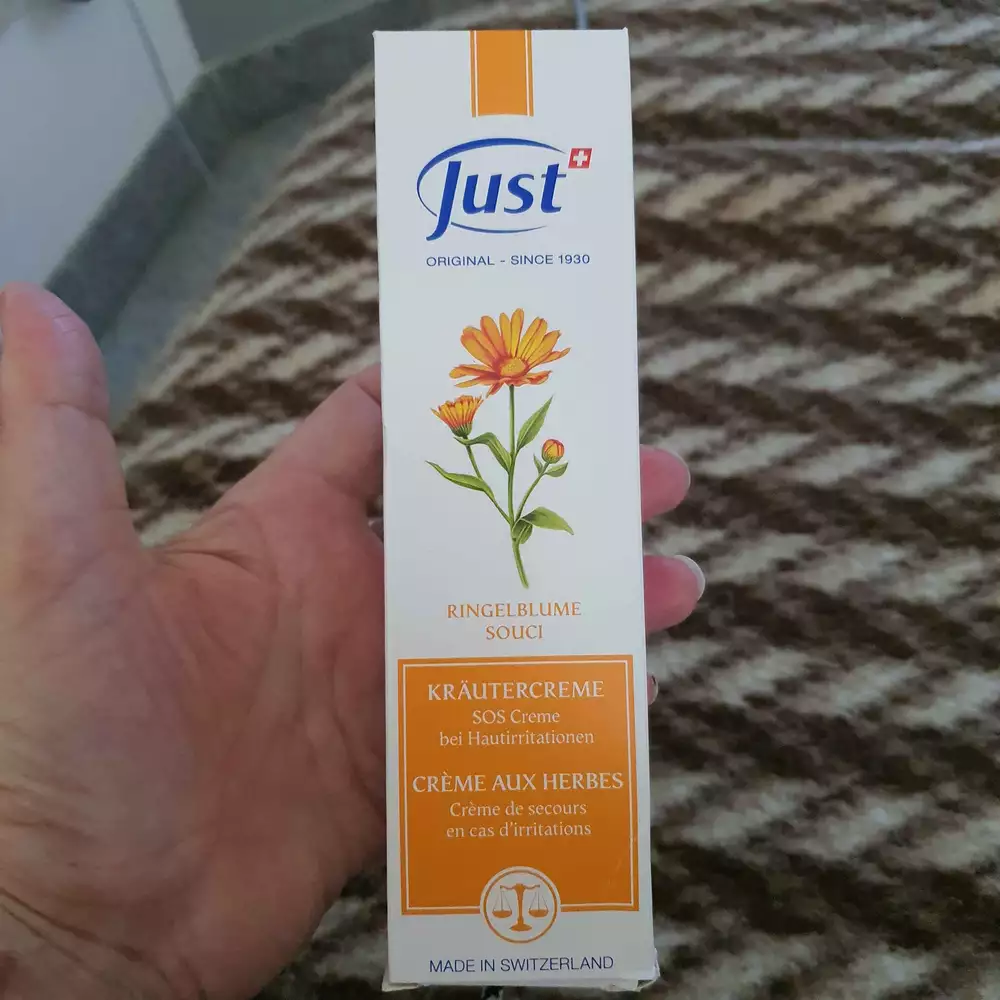 Just
ORIGINAL - SINCE 1930
RINGELBLUME
SOUCI
KRÄUTERCREME
SOS Creme
bei Hautirritationen
CRÈME AUX HERBES
Crème de secours
en cas d'irritations
MADE IN SWITZERLAND